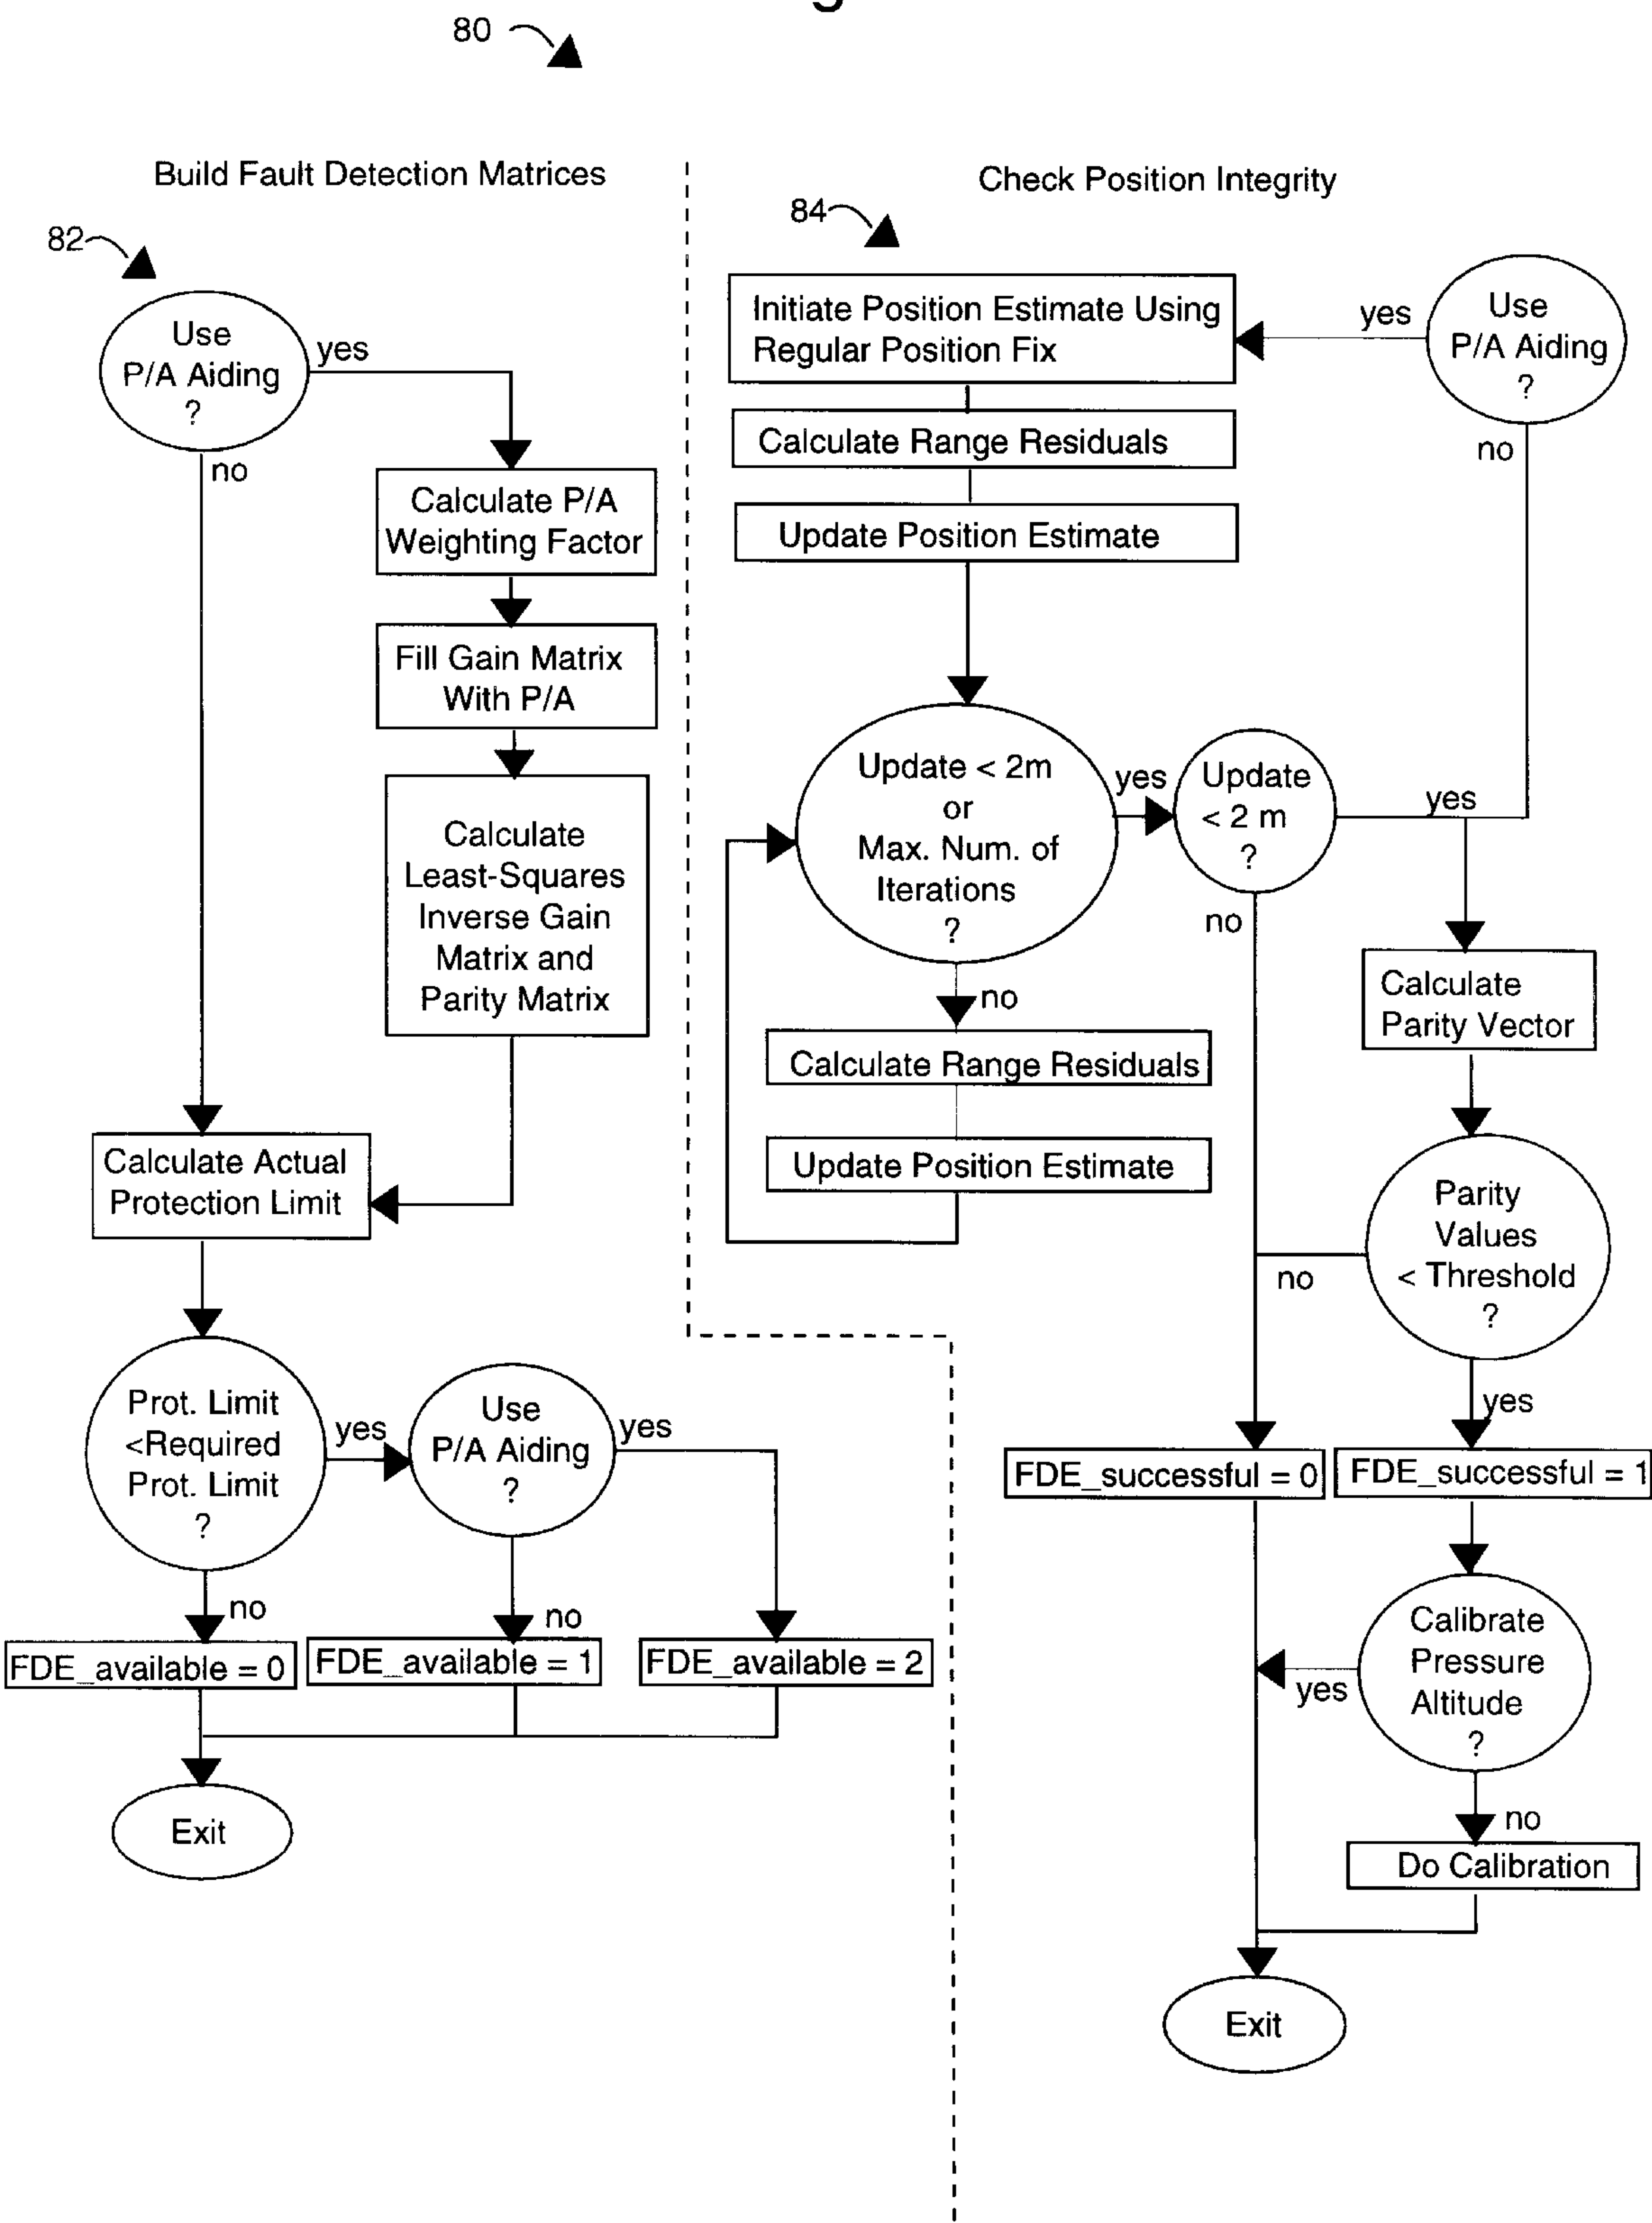 80
Build Fault Detection Matrices
82
Use
P/A Aiding
?
yes
no
Calculate P/A
Weighting Factor
Fill Gain Matrix
With P/A
Calculate
Least-Squares
Inverse Gain
Matrix and
Parity Matrix
Calculate Actual
Protection Limit
Prot. Limit
<Required
Prot. Limit
?
yes
Use
P/A Aiding
?
yes
no
no
FDE_available = 0
FDE_available = 1
FDE_available = 2
Exit
Check Position Integrity
84
Use
P/A Aiding
?
yes
no
Initiate Position Estimate Using
Regular Position Fix
Calculate Range Residuals
Update Position Estimate
Update < 2m
or
Max. Num. of
Iterations
?
yes
no
Calculate Range Residuals
Update Position Estimate
Update
< 2 m
?
yes
no
Calculate
Parity Vector
Parity
Values
< Threshold
?
no
yes
FDE_successful = 0
FDE_successful = 1
Calibrate
Pressure
Altitude
?
yes
no
Do Calibration
Exit